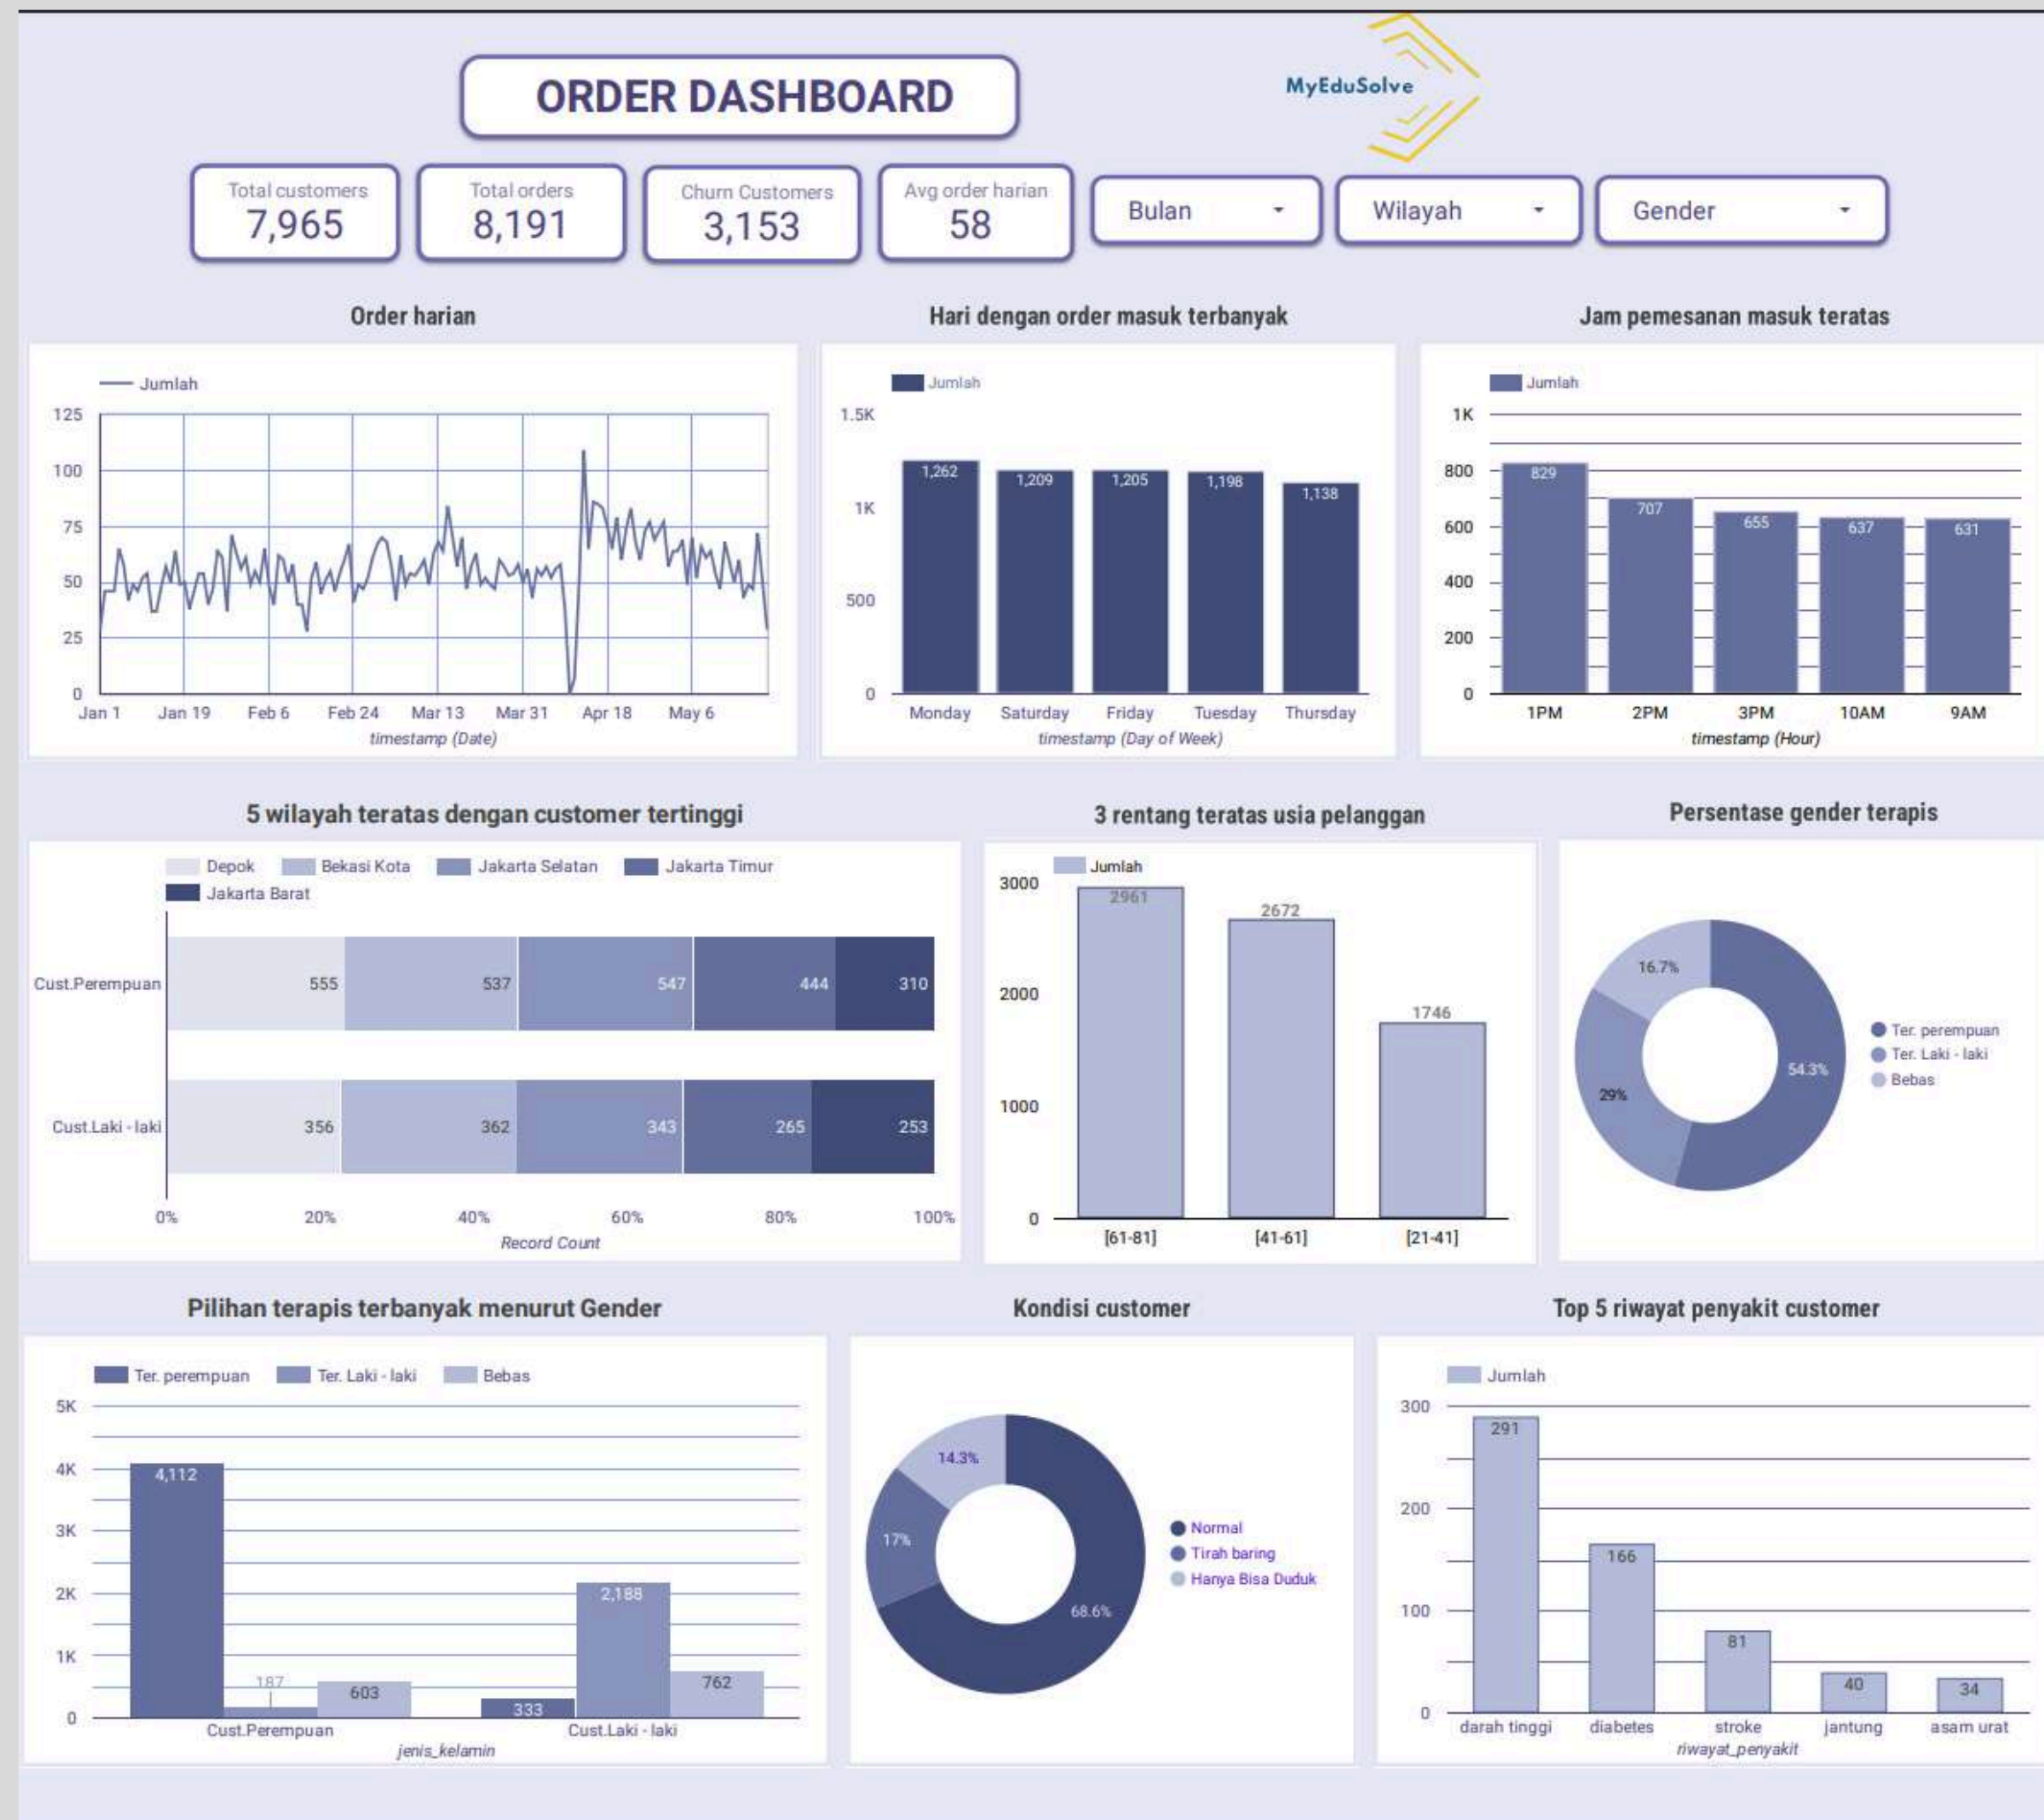 MyEduSolve
ORDER DASHBOARD
Total customers
7,965
Total orders
8,191
Churn Customers
3,153
Avg order harian
58
Bulan
Wilayah
Gender
Order harian
Jumlah
125
100
75
50
25
0
Jan 1 Jan 19 Feb 6 Feb 24 Mar 13 Mar 31 Apr 18 May 6
timestamp (Date)
Hari dengan order masuk terbanyak
Jumlah
1.5K
1K
500
0
1,262 1,209 1,205 1,198 1,138
Monday Saturday Friday Tuesday Thursday
timestamp (Day of Week)
Jam pemesanan masuk teratas
Jumlah
1K
800
600
400
200
0
829 707 655 637 631
1PM 2PM 3PM 10AM 9AM
timestamp (Hour)
5 wilayah teratas dengan customer tertinggi
Depok Bekasi Kota Jakarta Selatan Jakarta Timur
Jakarta Barat
Cust.Perempuan 555 537 547 444 310
Cust.Laki - laki 356 362 343 265 253
0% 20% 40% 60% 80% 100%
Record Count
3 rentang teratas usia pelanggan
Jumlah
3000
2000
1000
0
2961 2672 1746
[61-81] [41-61] [21-41]
Persentase gender terapis
16.7%
54.3%
29%
Ter. perempuan
Ter. Laki - laki
Bebas
Pilihan terapis terbanyak menurut Gender
Ter. perempuan Ter. Laki - laki Bebas
5K
4K
3K
2K
1K
0
4,112 187 603 333 2,188 762
Cust.Perempuan Cust.Laki - laki
jenis_kelamin
Kondisi customer
14.3%
17%
68.6%
Normal
Tirah baring
Hanya Bisa Duduk
Top 5 riwayat penyakit customer
Jumlah
300
200
100
0
291 166 81 40 34
darah tinggi diabetes stroke jantung asam urat
riwayat_penyakit